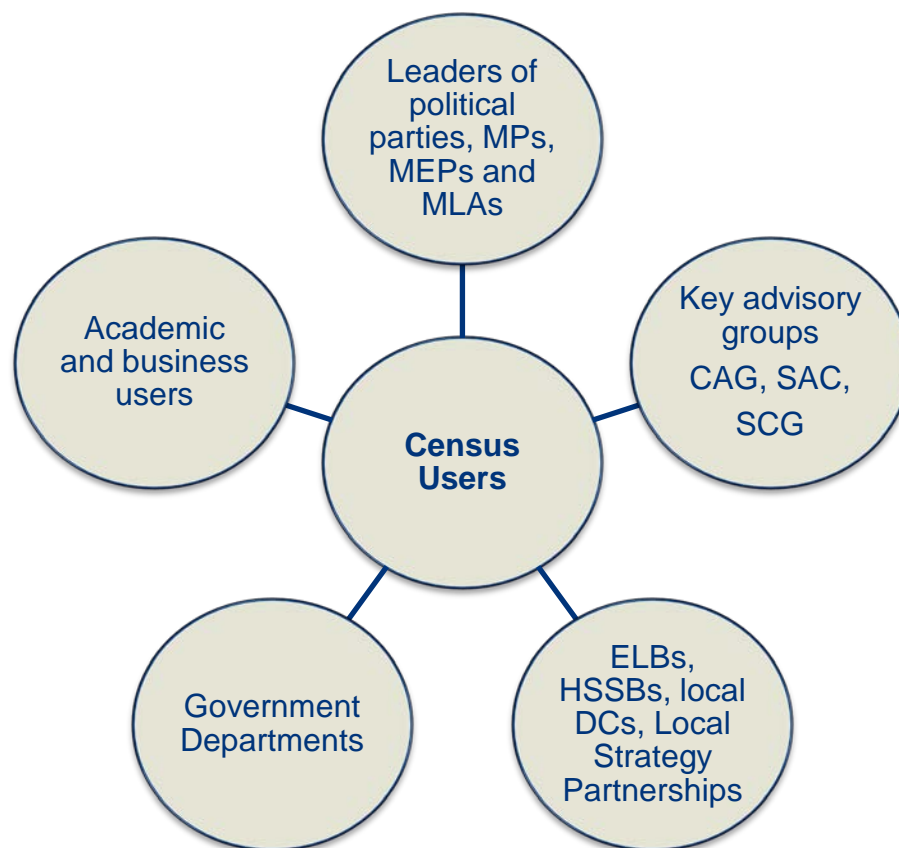 Leaders of
political
parties, MPs,
MEPs and
MLAs
Key advisory
groups
CAG, SAC,
SCG
Academic
and business
users
Census
Users
ELBs,
HSSBs, local
DCs, Local
Strategy
Partnerships
Government
Departments